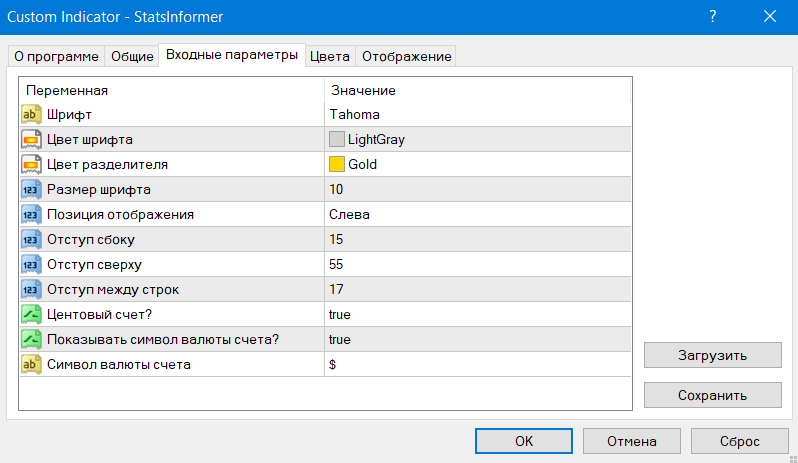 Custom Indicator - StatsInformer ?
О программе Общие Входные параметры Цвета Отображение
Переменная Значение
ab Шрифт Tahoma
Цвет шрифта LightGray
Цвет разделителя Gold
123 Размер шрифта 10
123 Позиция отображения Слева
123 Отступ сбоку 15
123 Отступ сверху 55
123 Отступ между строк 17
Центовый счет? true
Показывать символ валюты счета? true
ab Символ валюты счета $
Загрузить
Сохранить
OK Отмена Сброс